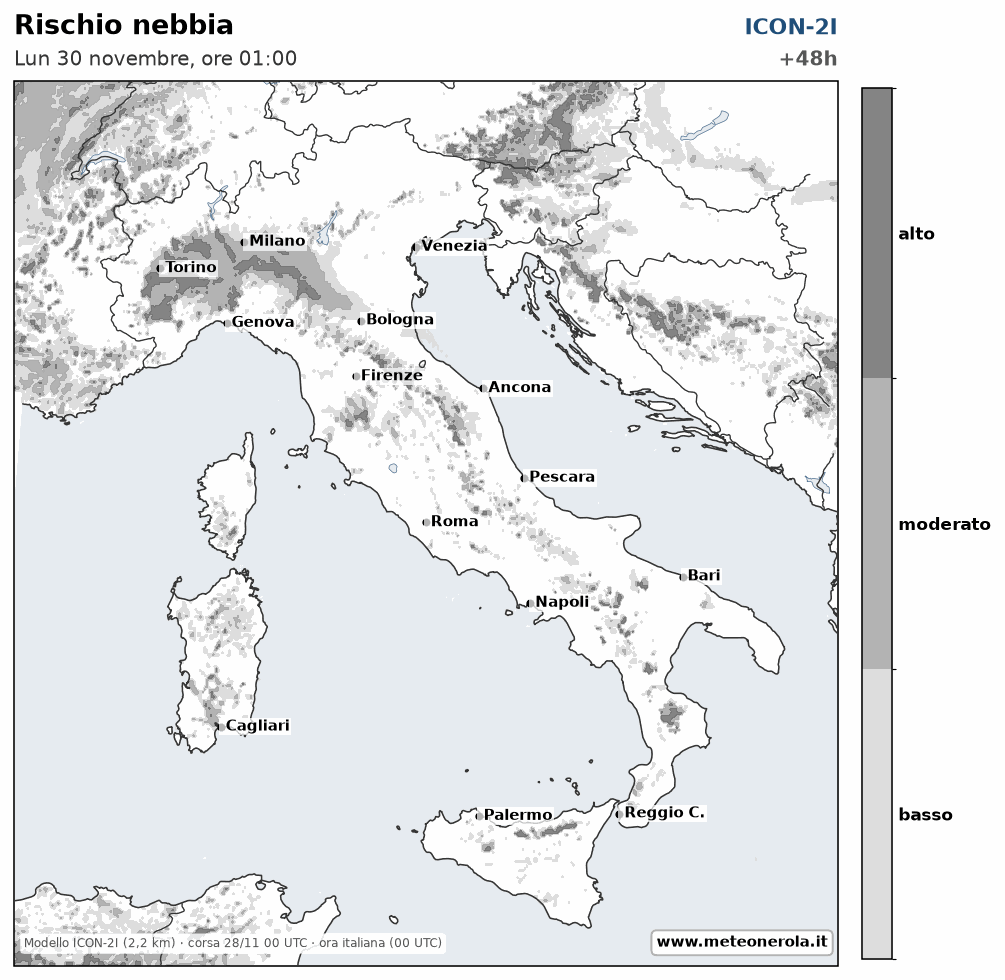 Rischio nebbia
ICON-2I
Lun 30 novembre, ore 01:00
+48h
alto
Milano
Venezia
Torino
Genova
Bologna
Firenze
Ancona
Pescara
Roma
moderato
Bari
Napoli
Cagliari
Palermo
Reggio C.
basso
Modello ICON-2I (2,2 km) · corsa 28/11 00 UTC · ora italiana (00 UTC)
www.meteonerola.it